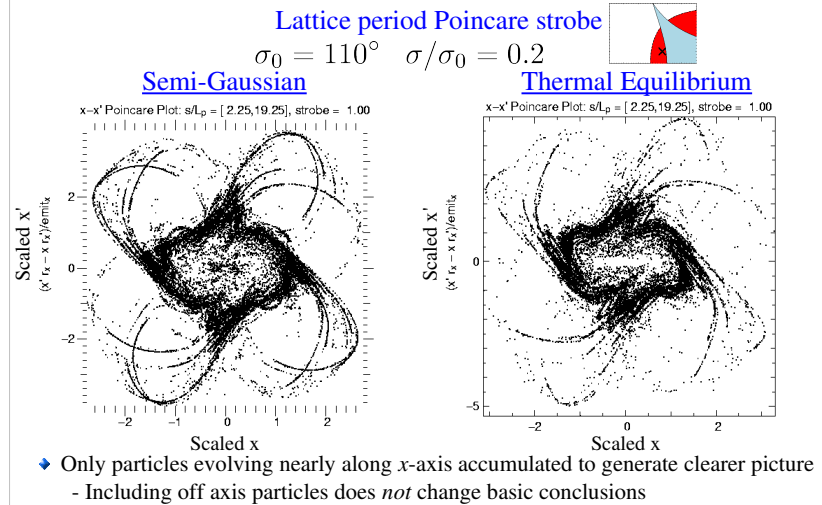 Lattice period Poincare strobe
σ₀ = 110° σ/σ₀ = 0.2
Semi-Gaussian
Thermal Equilibrium
x-x' Poincare Plot: s/Lₚ = [ 2.25,19.25], strobe = 1.00
x-x' Poincare Plot: s/Lₚ = [ 2.25,19.25], strobe = 1.00
Scaled x'
(x' rₓ - x rₓ')/emitₓ
2
0
-2
-2
-1
0
1
2
Scaled x
Scaled x'
(x' rₓ - x rₓ')/emitₓ
0
-5
-2
0
2
Scaled x
Only particles evolving nearly along x-axis accumulated to generate clearer picture
- Including off axis particles does not change basic conclusions